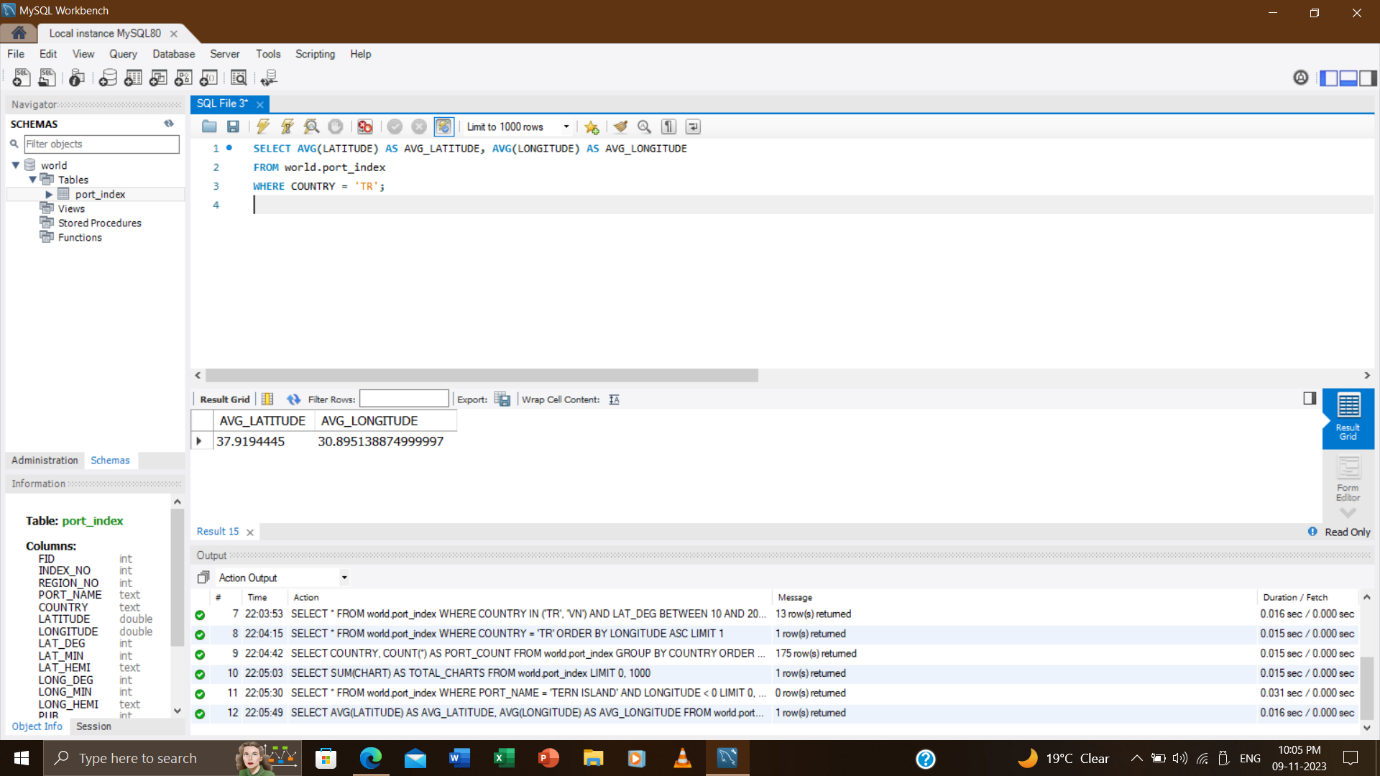 MySQL Workbench
Local instance MySQL80
File Edit View Query Database Server Tools Scripting Help
Navigator
SCHEMAS
Filter objects
world
Tables
port_index
Views
Stored Procedures
Functions
Administration Schemas
Information
Table: port_index
Columns:
FID int
INDEX_NO int
REGION_NO int
PORT_NAME text
COUNTRY text
LATITUDE double
LONGITUDE double
LAT_DEG int
LAT_MIN int
LAT_HEMI text
LONG_DEG int
LONG_MIN int
LONG_HEMI text
PUB int
Object Info Session
SQL File 3*
Limit to 1000 rows
1 SELECT AVG(LATITUDE) AS AVG_LATITUDE, AVG(LONGITUDE) AS AVG_LONGITUDE
2 FROM world.port_index
3 WHERE COUNTRY = 'TR';
4
Result Grid Filter Rows: Export: Wrap Cell Content:
AVG_LATITUDE AVG_LONGITUDE
37.9194445 30.895138874999997
Result Grid
Form Editor
Result 15
Read Only
Output
Action Output
# Time Action Message Duration / Fetch
7 22:03:53 SELECT * FROM world.port_index WHERE COUNTRY IN ('TR', 'VN') AND LAT_DEG BETWEEN 10 AND 20... 13 row(s) returned 0.016 sec / 0.000 sec
8 22:04:15 SELECT * FROM world.port_index WHERE COUNTRY = 'TR' ORDER BY LONGITUDE ASC LIMIT 1 1 row(s) returned 0.015 sec / 0.000 sec
9 22:04:42 SELECT COUNTRY, COUNT(*) AS PORT_COUNT FROM world.port_index GROUP BY COUNTRY ORDER ... 175 row(s) returned 0.015 sec / 0.000 sec
10 22:05:03 SELECT SUM(CHART) AS TOTAL_CHARTS FROM world.port_index LIMIT 0, 1000 1 row(s) returned 0.015 sec / 0.000 sec
11 22:05:30 SELECT * FROM world.port_index WHERE PORT_NAME = 'TERN ISLAND' AND LONGITUDE < 0 LIMIT 0, ... 0 row(s) returned 0.031 sec / 0.000 sec
12 22:05:49 SELECT AVG(LATITUDE) AS AVG_LATITUDE, AVG(LONGITUDE) AS AVG_LONGITUDE FROM world.port... 1 row(s) returned 0.016 sec / 0.000 sec
Type here to search
19°C Clear
ENG
10:05 PM
09-11-2023